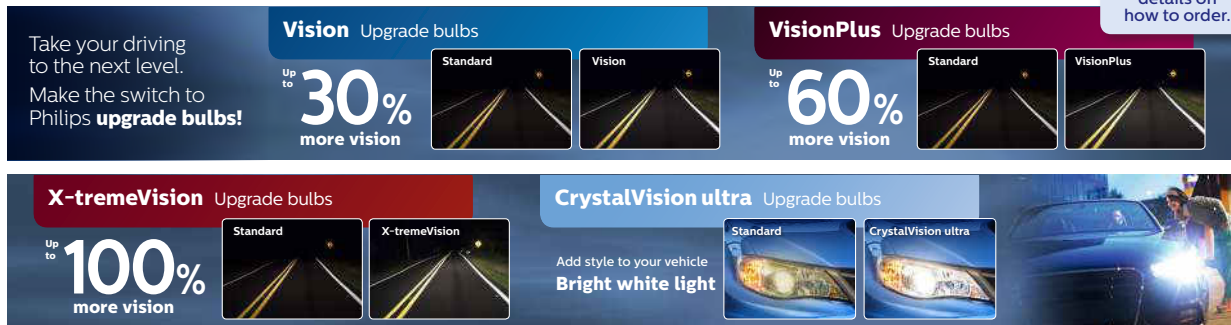 details on
how to order.
Take your driving
to the next level.
Make the switch to
Philips upgrade bulbs!
Vision Upgrade bulbs
Up
to
30%
more vision
Standard
Vision
VisionPlus Upgrade bulbs
Up
to
60%
more vision
Standard
VisionPlus
X-tremeVision Upgrade bulbs
Up
to
100%
more vision
Standard
X-tremeVision
CrystalVision ultra Upgrade bulbs
Add style to your vehicle
Bright white light
Standard
CrystalVision ultra